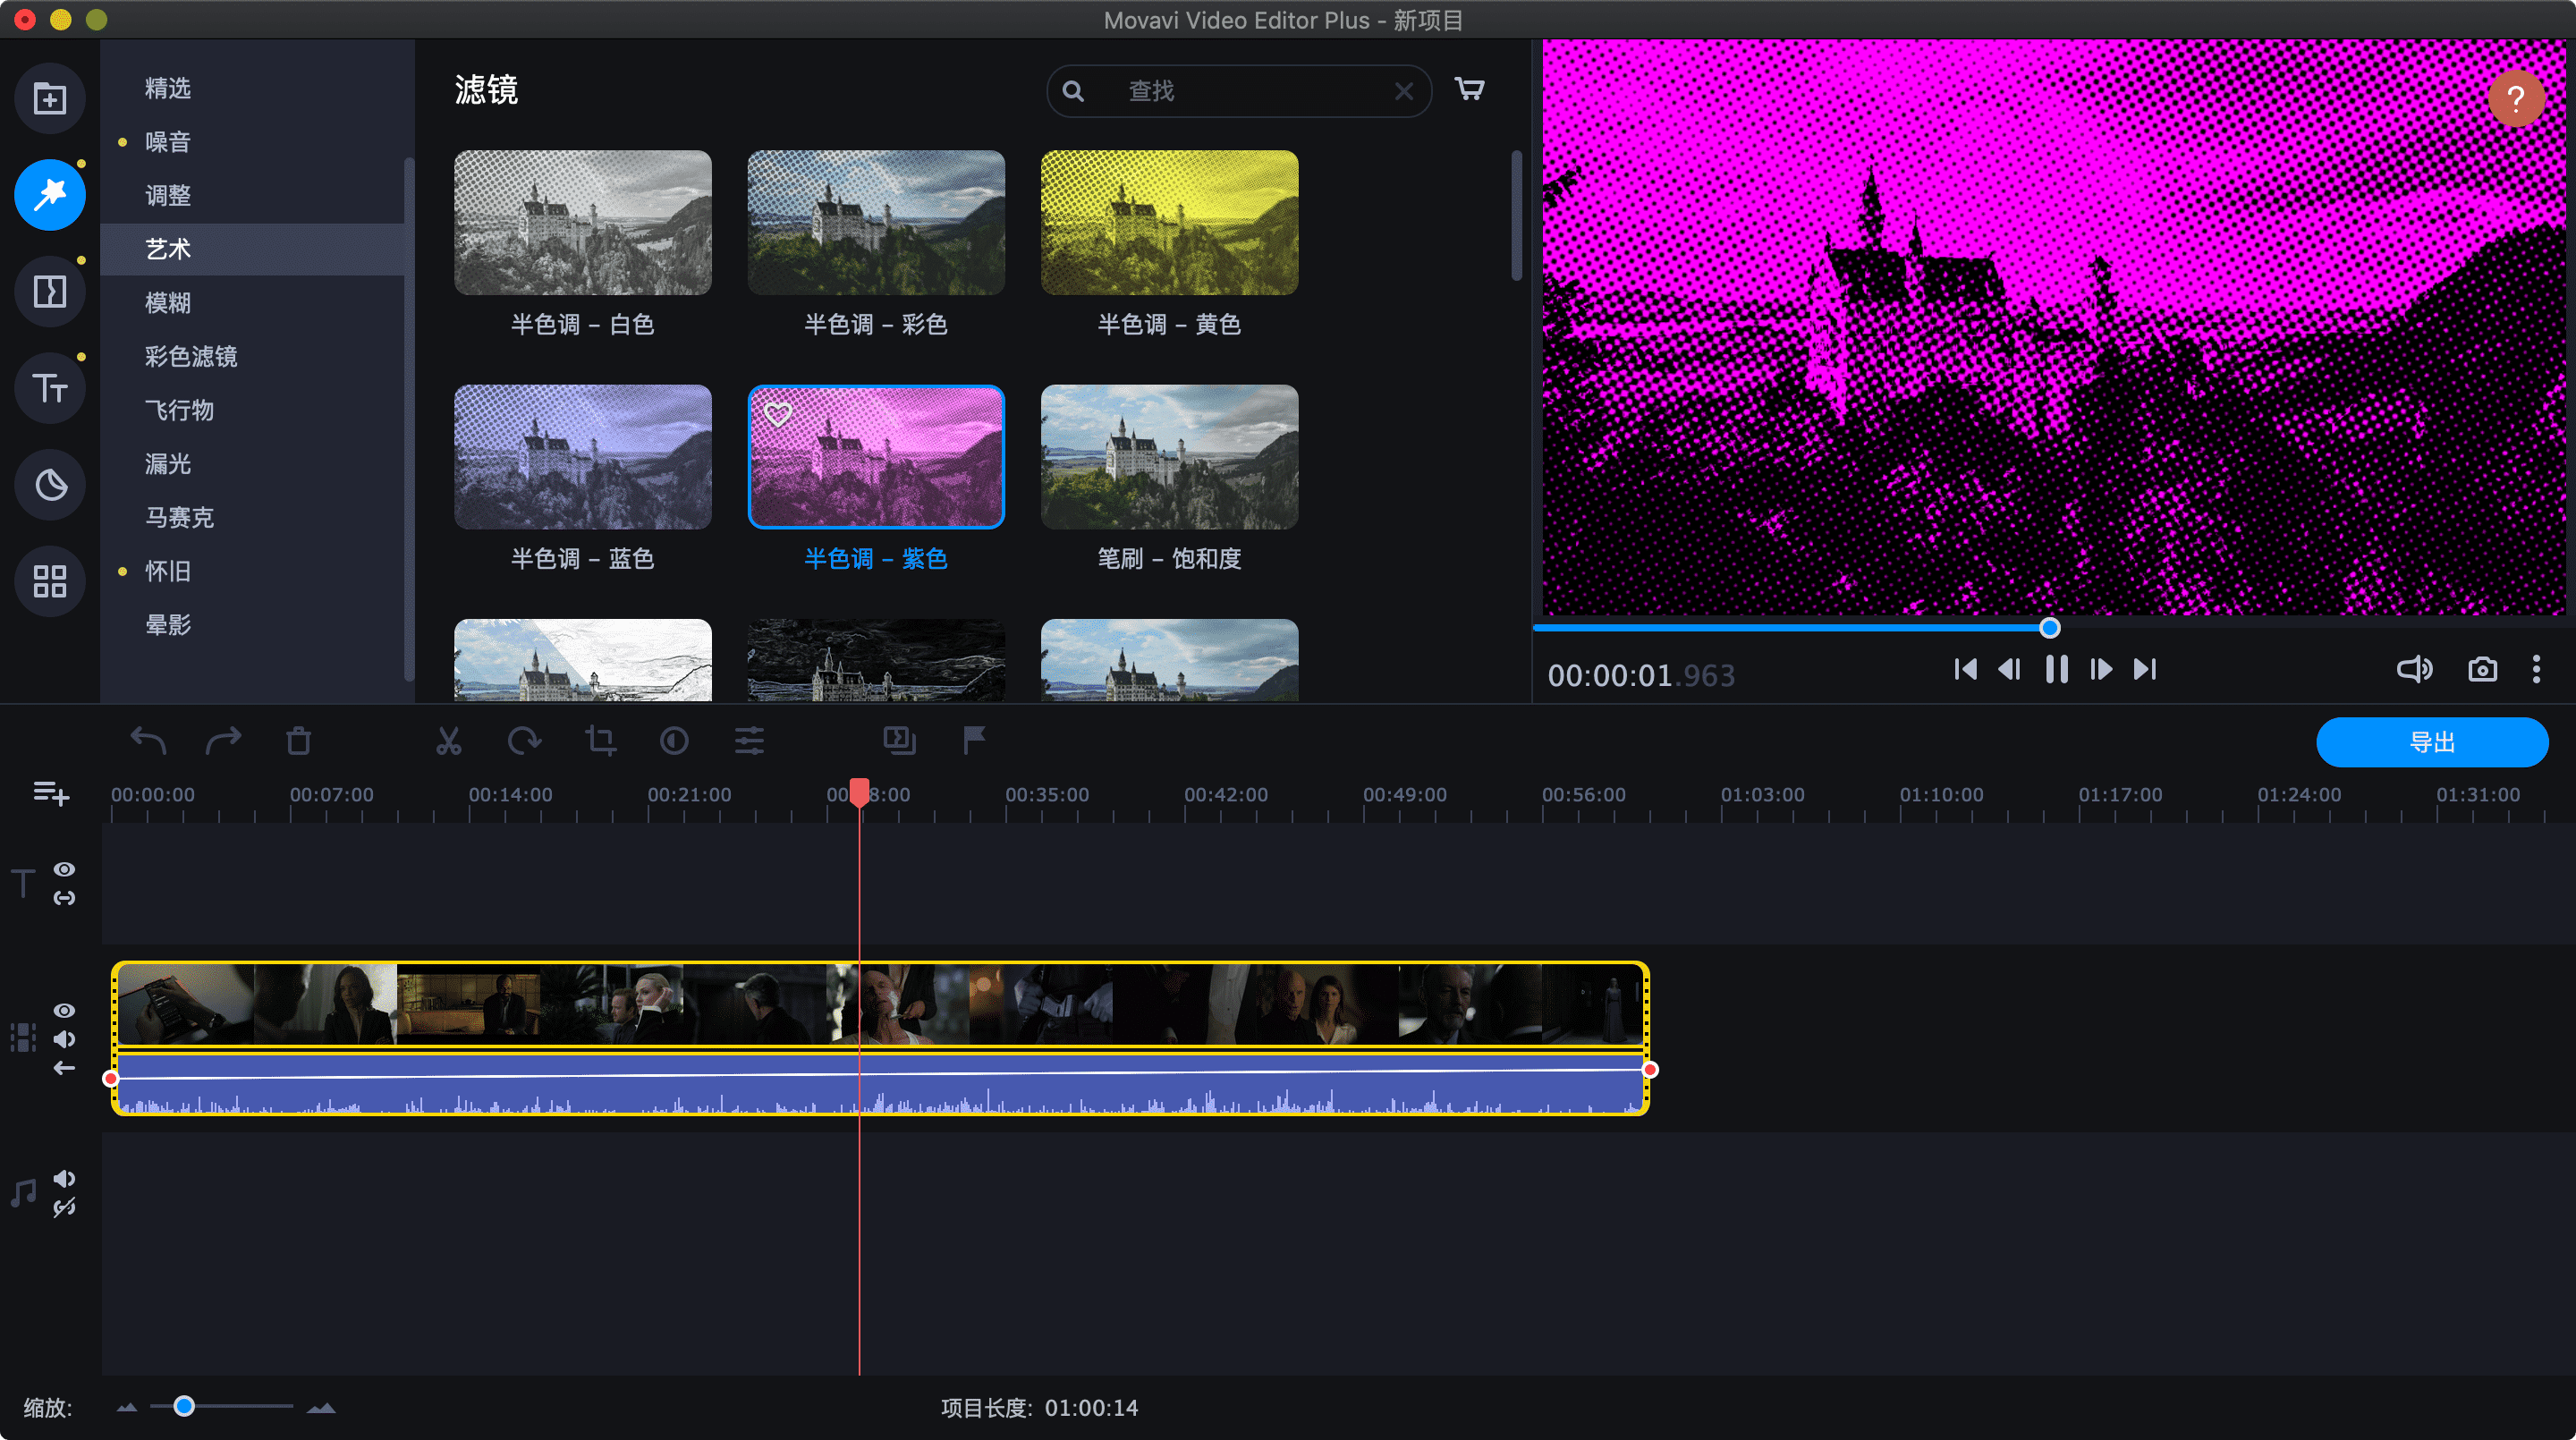 Movavi Video Editor Plus - 新项目
精选
噪音
调整
艺术
模糊
彩色滤镜
飞行物
漏光
马赛克
怀旧
晕影
滤镜
查找
半色调 – 白色
半色调 – 彩色
半色调 – 黄色
半色调 – 蓝色
半色调 – 紫色
笔刷 – 饱和度
?
00:00:01.963
导出
00:00:00 00:07:00 00:14:00 00:21:00 00:28:00 00:35:00 00:42:00 00:49:00 00:56:00 01:03:00 01:10:00 01:17:00 01:24:00 01:31:00
缩放:
项目长度: 01:00:14